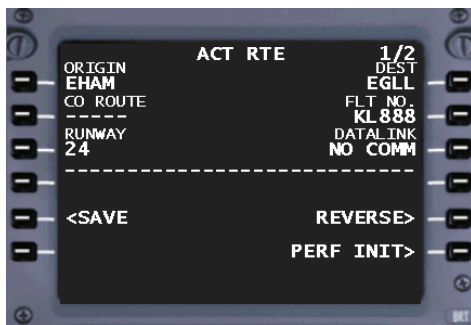 ACT RTE 1/2
ORIGIN DEST
EHAM EGLL
CO ROUTE FLT NO.
----- KL888
RUNWAY DATALINK
24 NO COMM
------------------------------
<SAVE REVERSE>
PERF INIT>
BRT